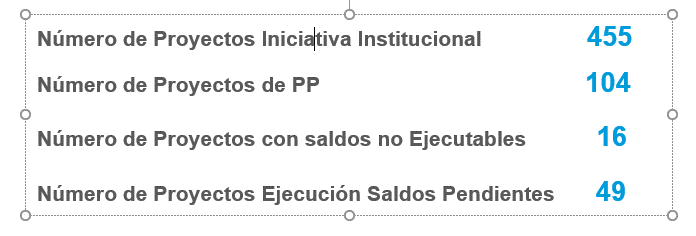 Número de Proyectos Iniciativa Institucional 455
Número de Proyectos de PP 104
Número de Proyectos con saldos no Ejecutables 16
Número de Proyectos Ejecución Saldos Pendientes 49